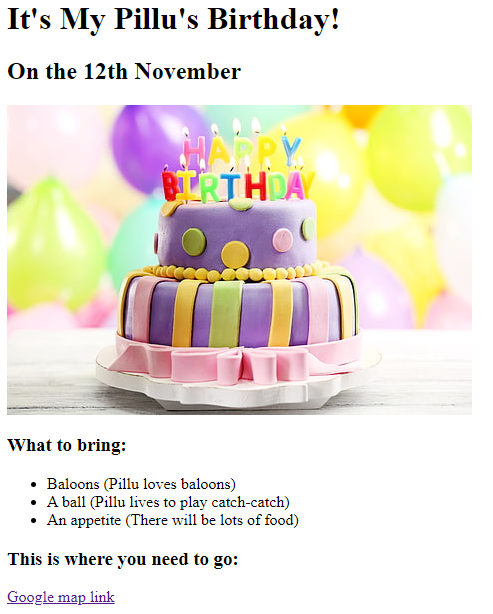 It's My Pillu's Birthday!
On the 12th November
HAPPY
BIRTHDAY
What to bring:
Baloons (Pillu loves baloons)
A ball (Pillu lives to play catch-catch)
An appetite (There will be lots of food)
This is where you need to go:
Google map link